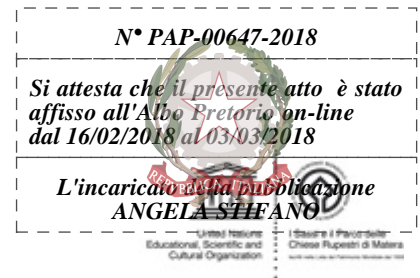 N° PAP-00647-2018
Si attesta che il presente atto è stato
affisso all'Albo Pretorio on-line
dal 16/02/2018 al 03/03/2018
L'incaricato della pubblicazione
ANGELA STIFANO
REPVBBLICA ITALIANA
United Nations
Educational, Scientific and
Cultural Organization
I Sassi e il Parco delle
Chiese Rupestri di Matera